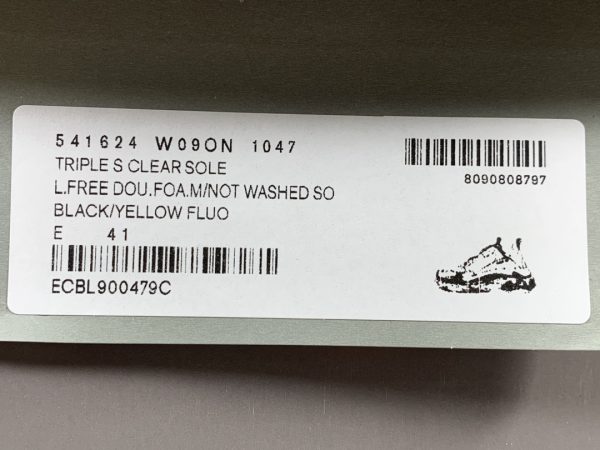 541624 W09ON 1047
TRIPLE S CLEAR SOLE
L.FREE DOU.FOA.M/NOT WASHED SO
BLACK/YELLOW FLUO
E 41
ECBL900479C
8090808797